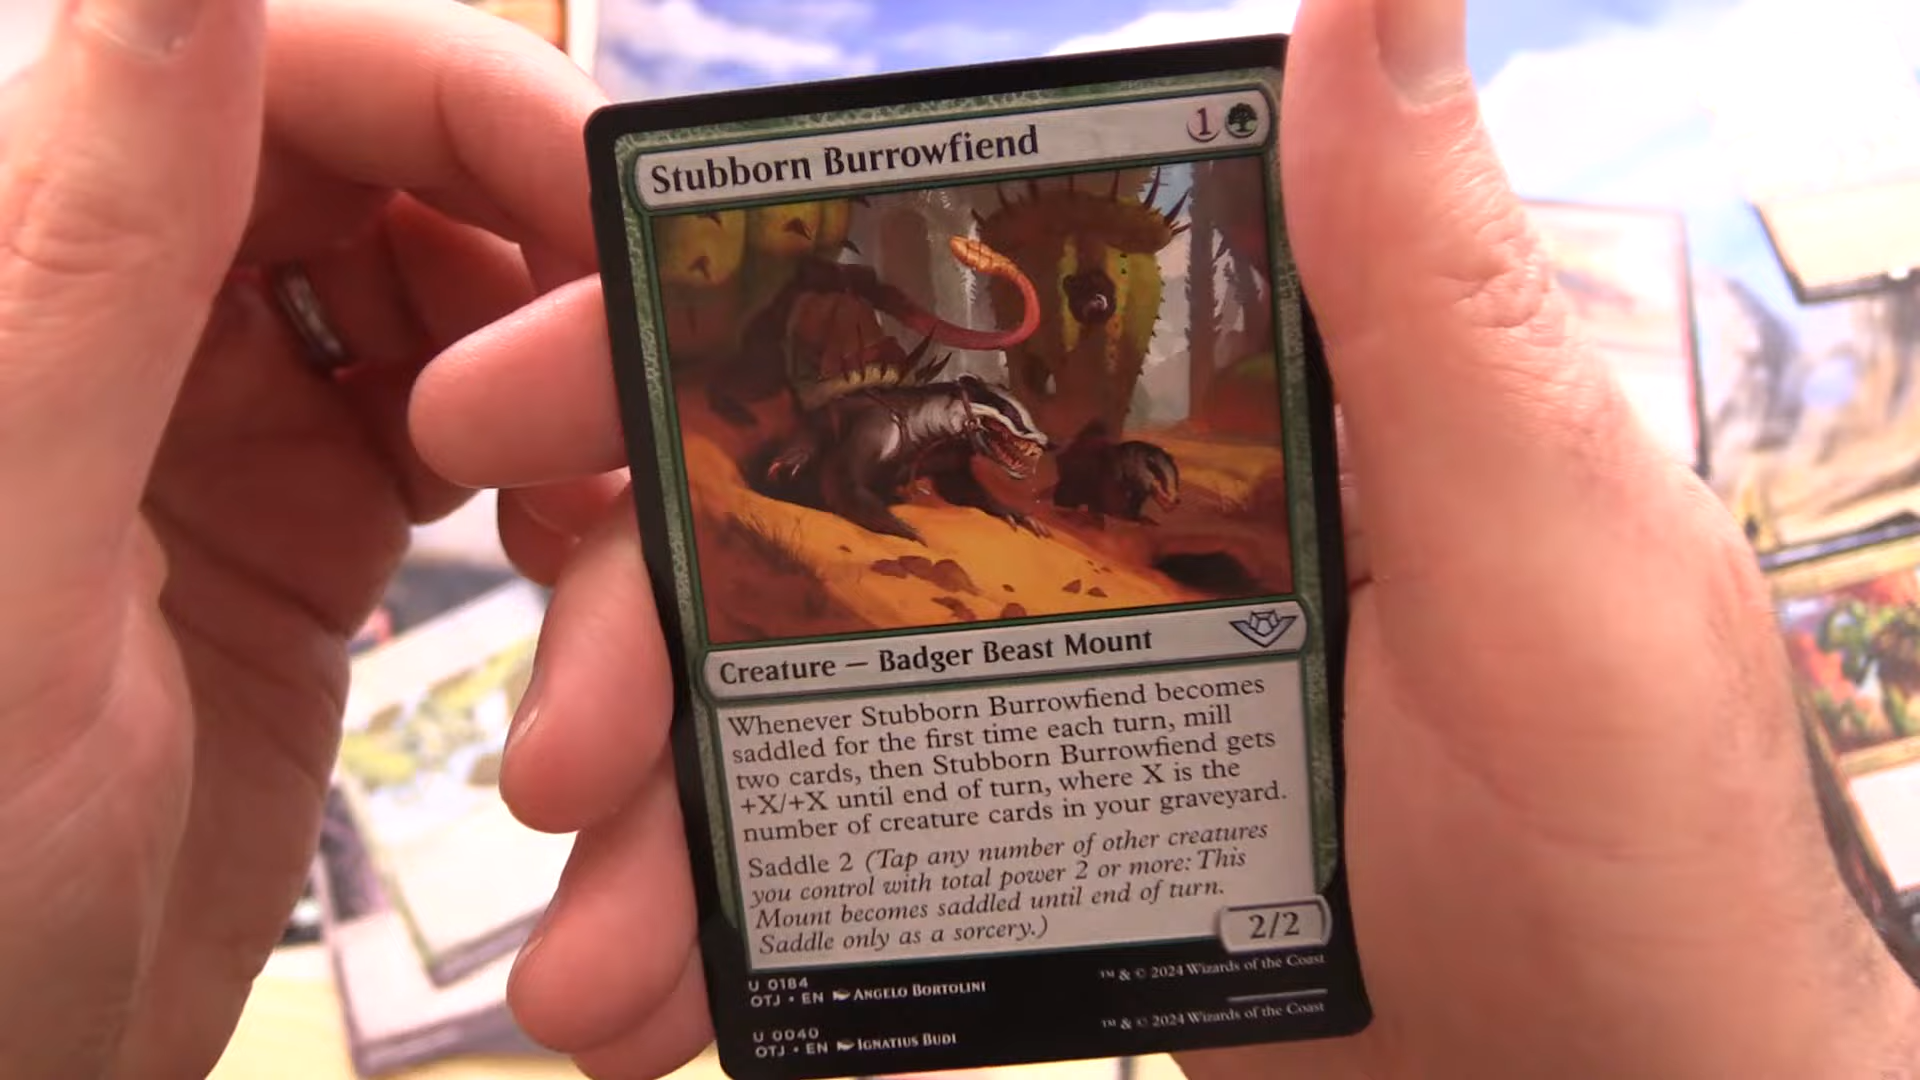 Stubborn Burrowfiend 1
Creature — Badger Beast Mount
Whenever Stubborn Burrowfiend becomes
saddled for the first time each turn, mill
two cards, then Stubborn Burrowfiend gets
+X/+X until end of turn, where X is the
number of creature cards in your graveyard.
Saddle 2 (Tap any number of other creatures
you control with total power 2 or more: This
Mount becomes saddled until end of turn.
Saddle only as a sorcery.)
2/2
U 0184
OTJ • EN ANGELO BORTOLINI
™ & © 2024 Wizards of the Coast
U 0040
OTJ • EN IGNATIUS BUDI
™ & © 2024 Wizards of the Coast